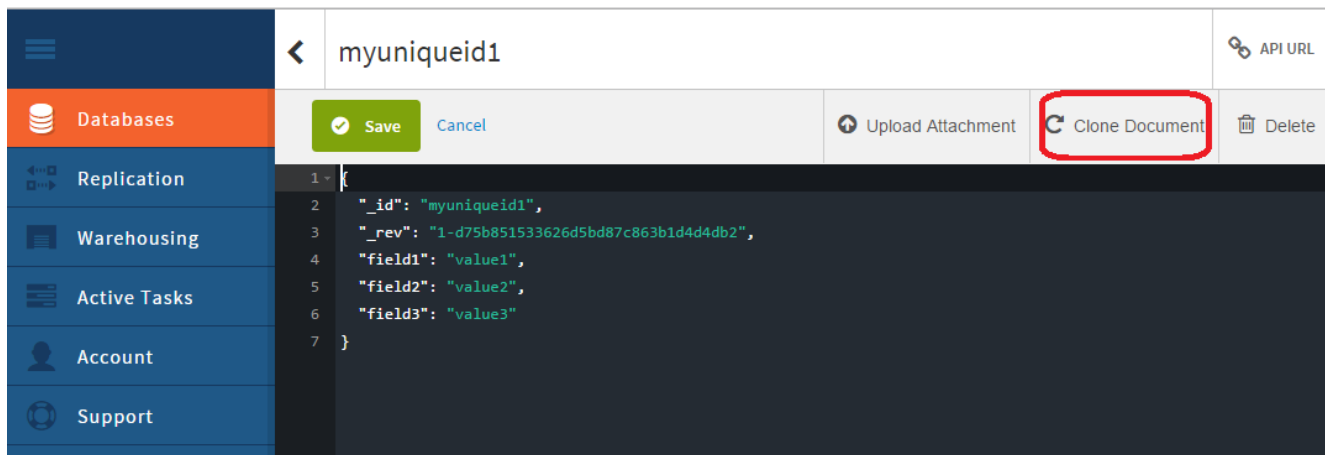 myuniqueid1
API URL
Databases
Save Cancel Upload Attachment Clone Document Delete
Replication
Warehousing
Active Tasks
Account
Support
1 {
2 "_id": "myuniqueid1",
3 "_rev": "1-d75b851533626d5bd87c863b1d4d4db2",
4 "field1": "value1",
5 "field2": "value2",
6 "field3": "value3"
7 }